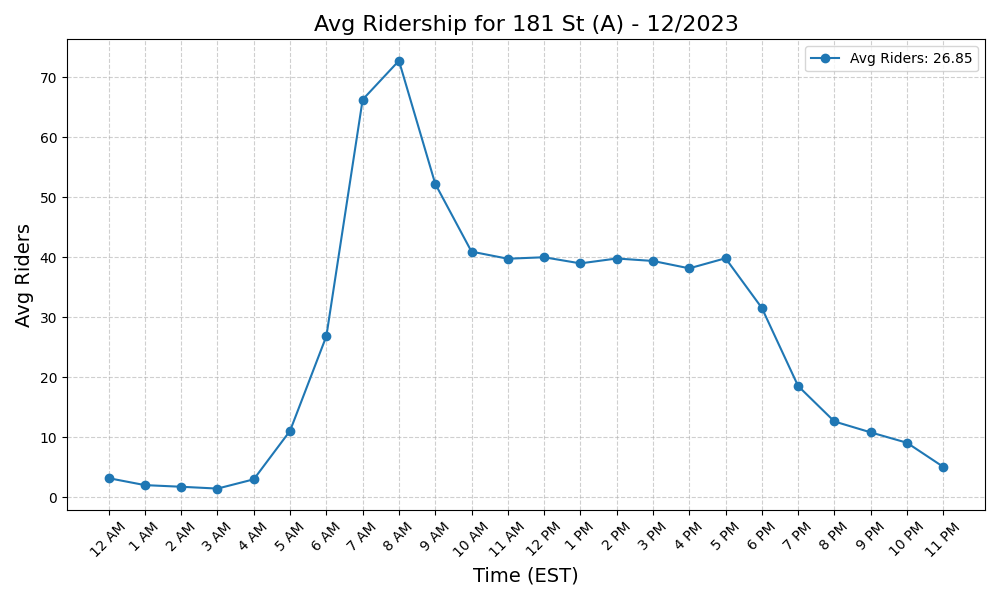 Avg Ridership for 181 St (A) - 12/2023
Avg Riders: 26.85
Avg Riders
70
60
50
40
30
20
10
0
12 AM
1 AM
2 AM
3 AM
4 AM
5 AM
6 AM
7 AM
8 AM
9 AM
10 AM
11 AM
12 PM
1 PM
2 PM
3 PM
4 PM
5 PM
6 PM
7 PM
8 PM
9 PM
10 PM
11 PM
Time (EST)